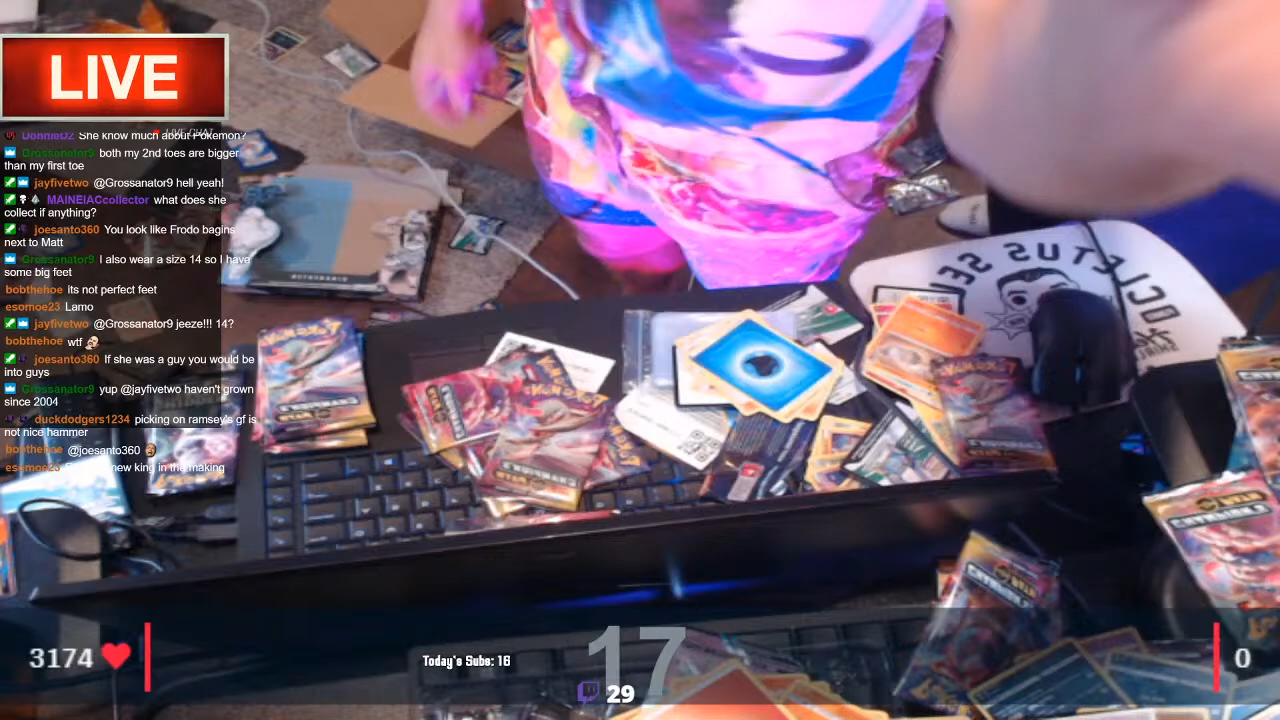 LIVE
DonnieD2 She know much about Pokemon?
Grossanator9 both my 2nd toes are bigger
than my first toe
jayfivetwo @Grossanator9 hell yeah!
MAINEIACcollector what does she
collect if anything?
joesanto360 You look like Frodo bagins
next to Matt
Grossanator9 I also wear a size 14 so I have
some big feet
bobthehoe its not perfect feet
esomoe23 Lamo
jayfivetwo @Grossanator9 jeeze!!! 14?
bobthehoe wtf
joesanto360 If she was a guy you would be
into guys
Grossanator9 yup @jayfivetwo haven't grown
since 2004
duckdodgers1234 picking on ramsey's gf is
not nice hammer
bobthehoe @joesanto360
esomoe23 new king in the making
3174
Today's Subs: 18
17
29
0